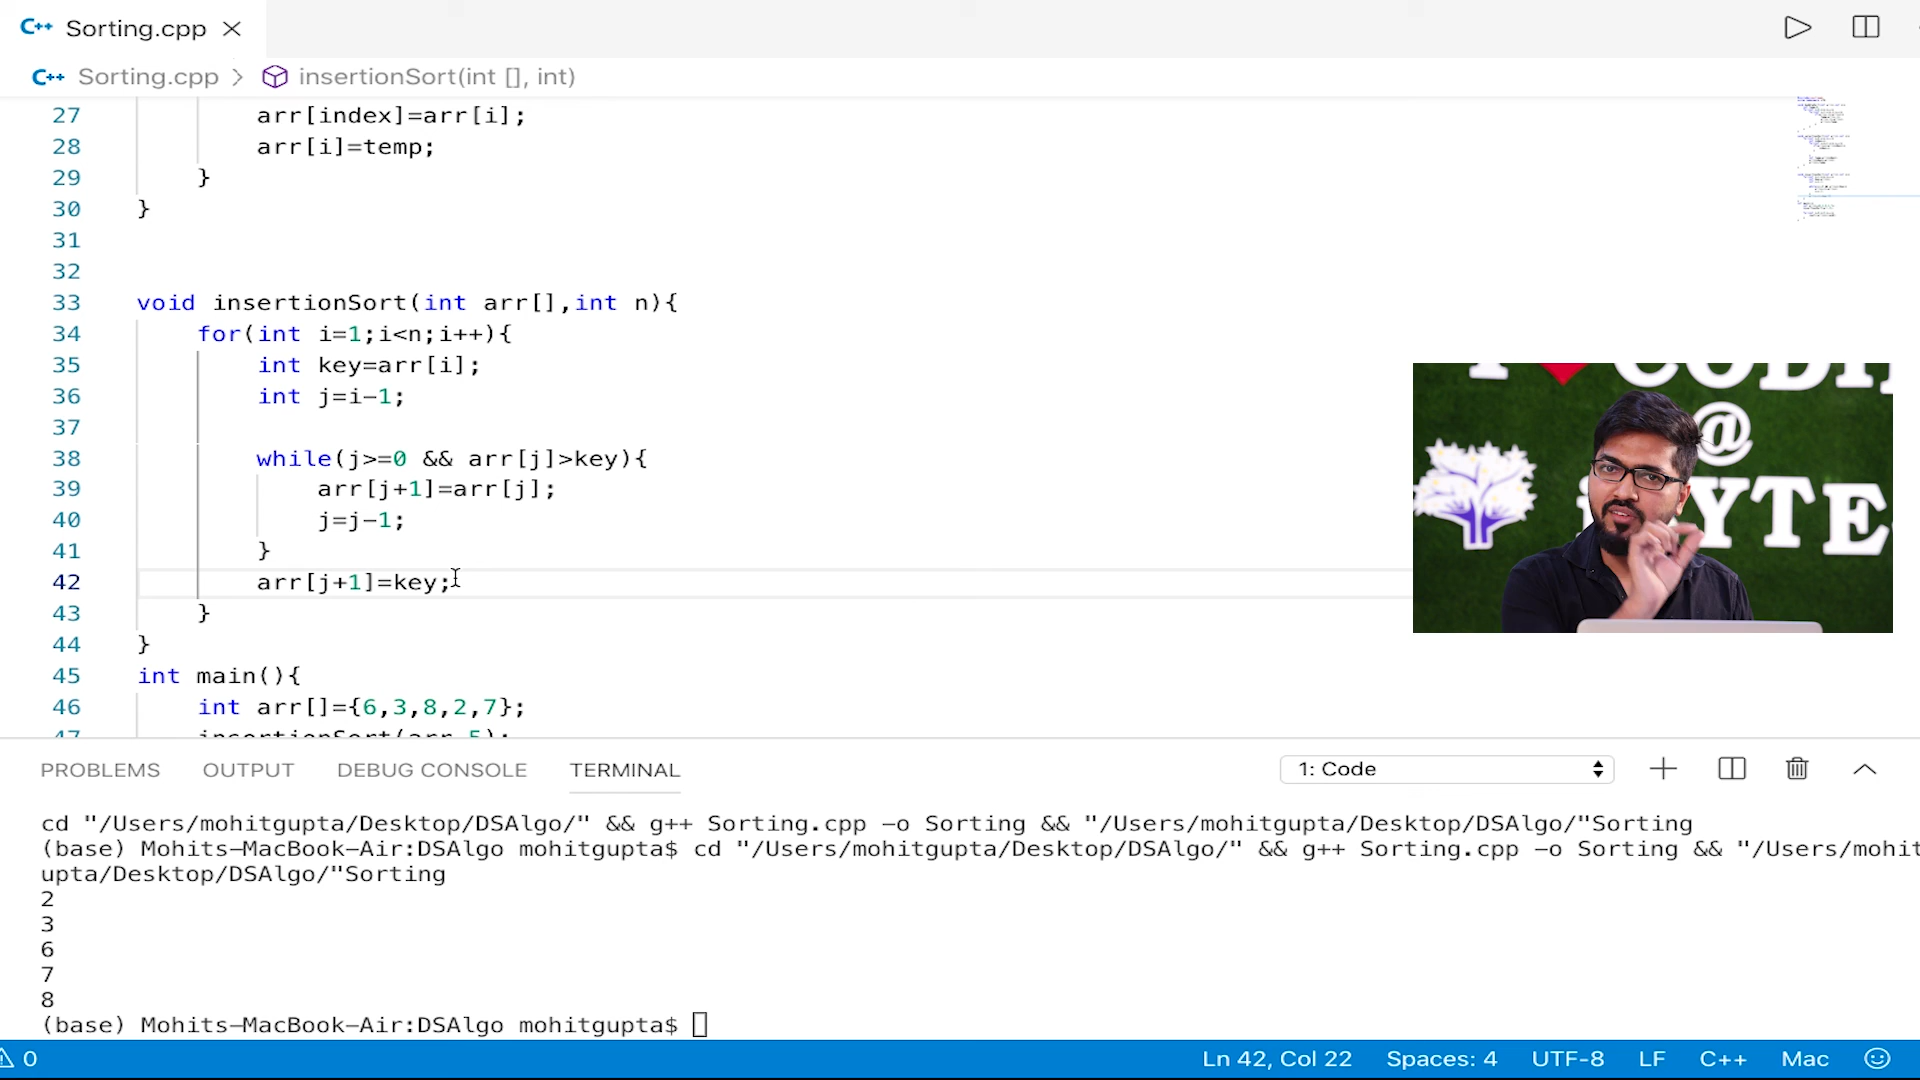 C++ Sorting.cpp
C++ Sorting.cpp > insertionSort(int [], int)
27 arr[index]=arr[i];
28 arr[i]=temp;
29 }
30 }
31
32
33 void insertionSort(int arr[],int n){
34 for(int i=1;i<n;i++){
35 int key=arr[i];
36 int j=i-1;
37
38 while(j>=0 && arr[j]>key){
39 arr[j+1]=arr[j];
40 j=j-1;
41 }
42 arr[j+1]=key;
43 }
44 }
45 int main(){
46 int arr[]={6,3,8,2,7};
47 insertionSort(arr,5);
@
YTE
PROBLEMS OUTPUT DEBUG CONSOLE TERMINAL 1: Code
cd "/Users/mohitgupta/Desktop/DSAlgo/" && g++ Sorting.cpp -o Sorting && "/Users/mohitgupta/Desktop/DSAlgo/"Sorting
(base) Mohits-MacBook-Air:DSAlgo mohitgupta$ cd "/Users/mohitgupta/Desktop/DSAlgo/" && g++ Sorting.cpp -o Sorting && "/Users/mohit
gupta/Desktop/DSAlgo/"Sorting
2
3
6
7
8
(base) Mohits-MacBook-Air:DSAlgo mohitgupta$
0 Ln 42, Col 22 Spaces: 4 UTF-8 LF C++ Mac